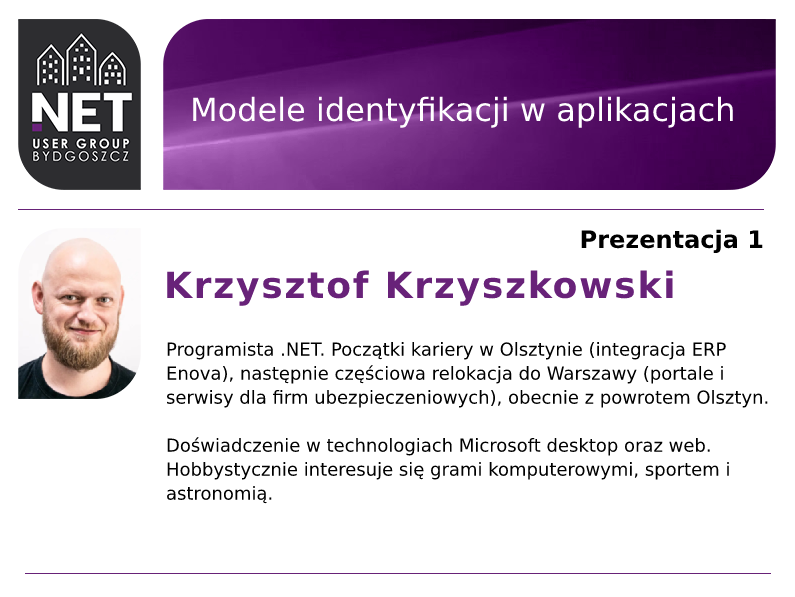 .NET
USER GROUP
BYDGOSZCZ
Modele identyfikacji w aplikacjach
Prezentacja 1
Krzysztof Krzyszkowski
Programista .NET. Początki kariery w Olsztynie (integracja ERP
Enova), następnie częściowa relokacja do Warszawy (portale i
serwisy dla firm ubezpieczeniowych), obecnie z powrotem Olsztyn.
Doświadczenie w technologiach Microsoft desktop oraz web.
Hobbystycznie interesuje się grami komputerowymi, sportem i
astronomią.